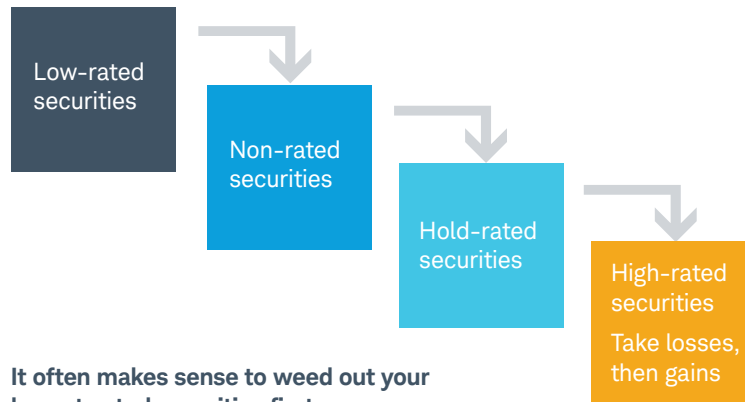 Low-rated
securities
Non-rated
securities
Hold-rated
securities
High-rated
securities
Take losses,
then gains
It often makes sense to weed out your